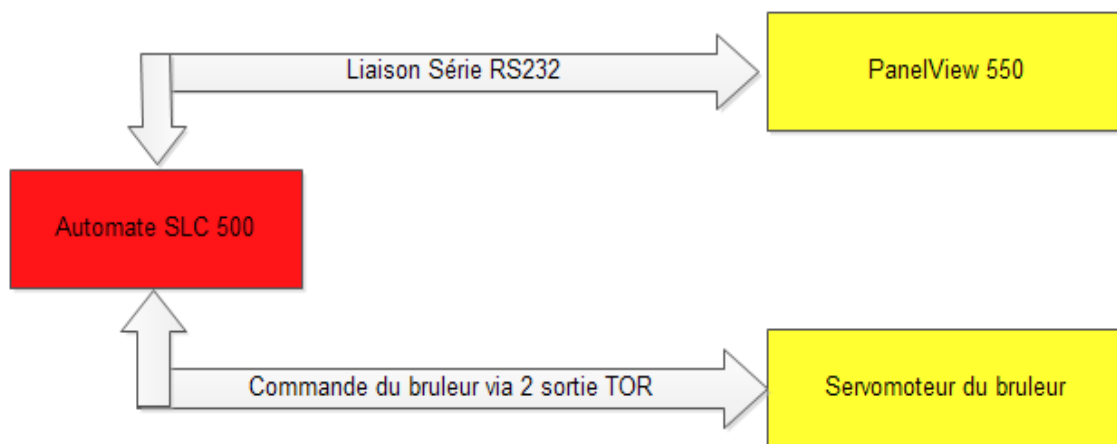 Liaison Série RS232
PanelView 550
Automate SLC 500
Commande du bruleur via 2 sortie TOR
Servomoteur du bruleur